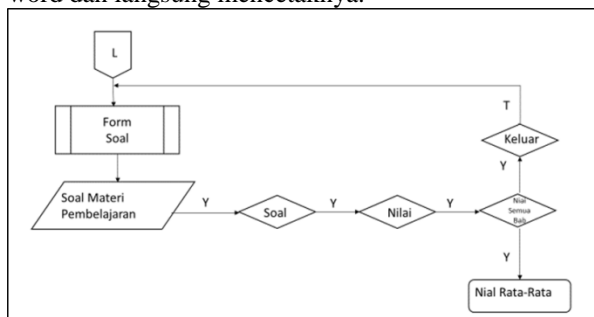 word dan langsung mencetaknya.
L
Form
Soal
Soal Materi
Pembelajaran
Y
Soal
Y
Nilai
Y
Nial
Semua
Bab
Y
Keluar
T
Y
Nial Rata-Rata